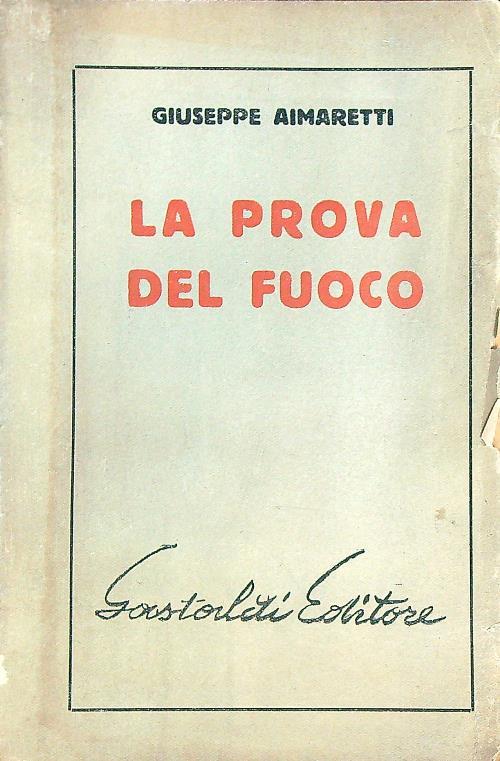 GIUSEPPE AIMARETTI
LA PROVA
DEL FUOCO
Gastaldi Editore